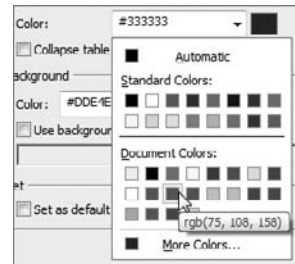 Color: #333333
Collapse table
Automatic
ackground
Standard Colors:
Color: #DDE4E
Use backgrour
Document Colors:
et
Set as default
rgb(75, 108, 158)
More Colors...